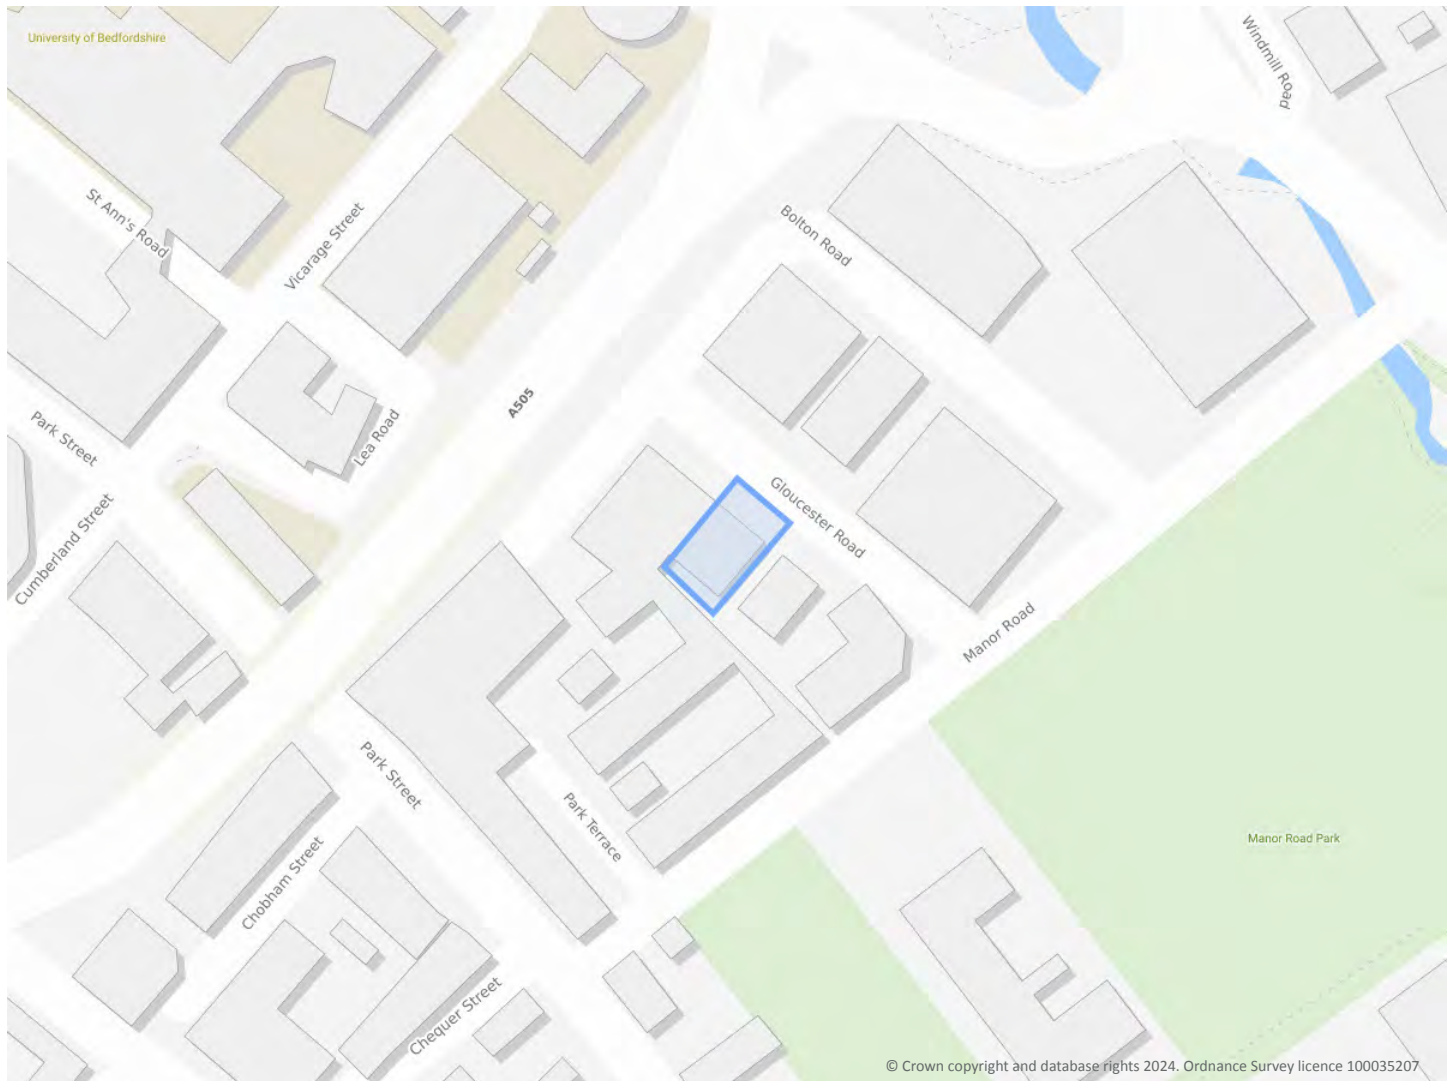 University of Bedfordshire
Windmill Road
St Ann's Road
Vicarage Street
Bolton Road
A505
Park Street
Lea Road
Cumberland Street
Gloucester Road
Manor Road
Park Street
Park Terrace
Manor Road Park
Chobham Street
Chequer Street
© Crown copyright and database rights 2024. Ordnance Survey licence 100035207